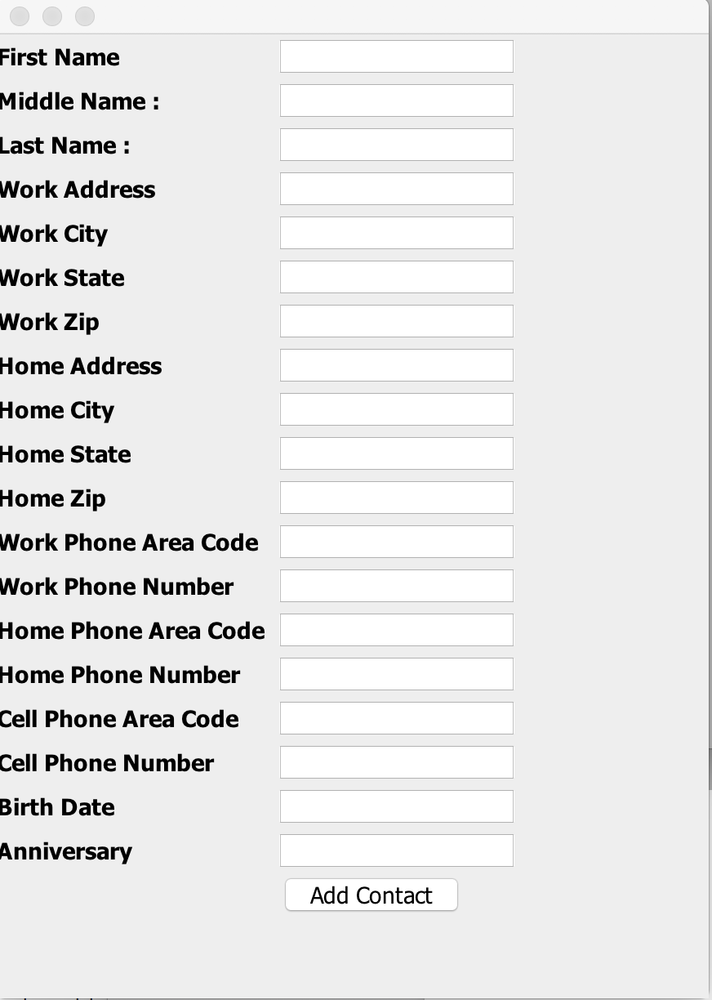 First Name
Middle Name :
Last Name :
Work Address
Work City
Work State
Work Zip
Home Address
Home City
Home State
Home Zip
Work Phone Area Code
Work Phone Number
Home Phone Area Code
Home Phone Number
Cell Phone Area Code
Cell Phone Number
Birth Date
Anniversary
Add Contact